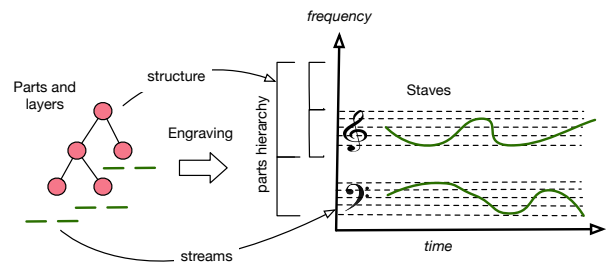 frequency
structure
Parts and
layers
Staves
Engraving
parts hierarchy
time
streams